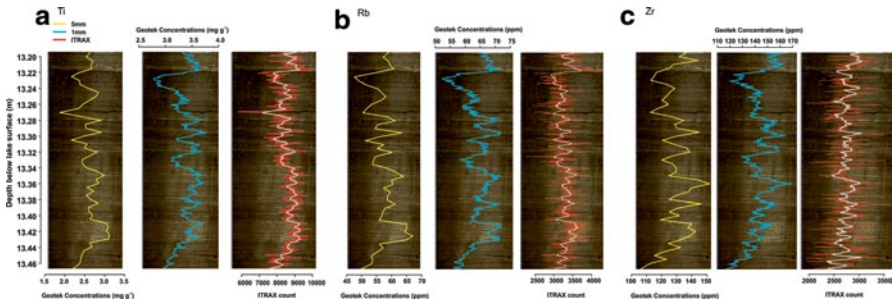 a Ti
5mm
1mm
ITRAX
Geotek Concentrations (mg g⁻¹)
2.5 3.0 3.5 4.0
b Rb
Geotek Concentrations (ppm)
50 55 60 65 70 75
c Zr
Geotek Concentrations (ppm)
110 120 130 140 150 160 170
Depth below lake surface (m)
13.20
13.22
13.24
13.26
13.28
13.30
13.32
13.34
13.36
13.38
13.40
13.42
13.44
13.46
1.5 2.0 2.5 3.0 3.5
Geotek Concentrations (mg g⁻¹)
6000 7000 8000 9000 10000
ITRAX count
45 50 55 60 65 70
Geotek Concentrations (ppm)
2500 3000 3500 4000
ITRAX count
100 110 120 130 140 150
Geotek Concentrations (ppm)
2000 2500 3000 3500
ITRAX count